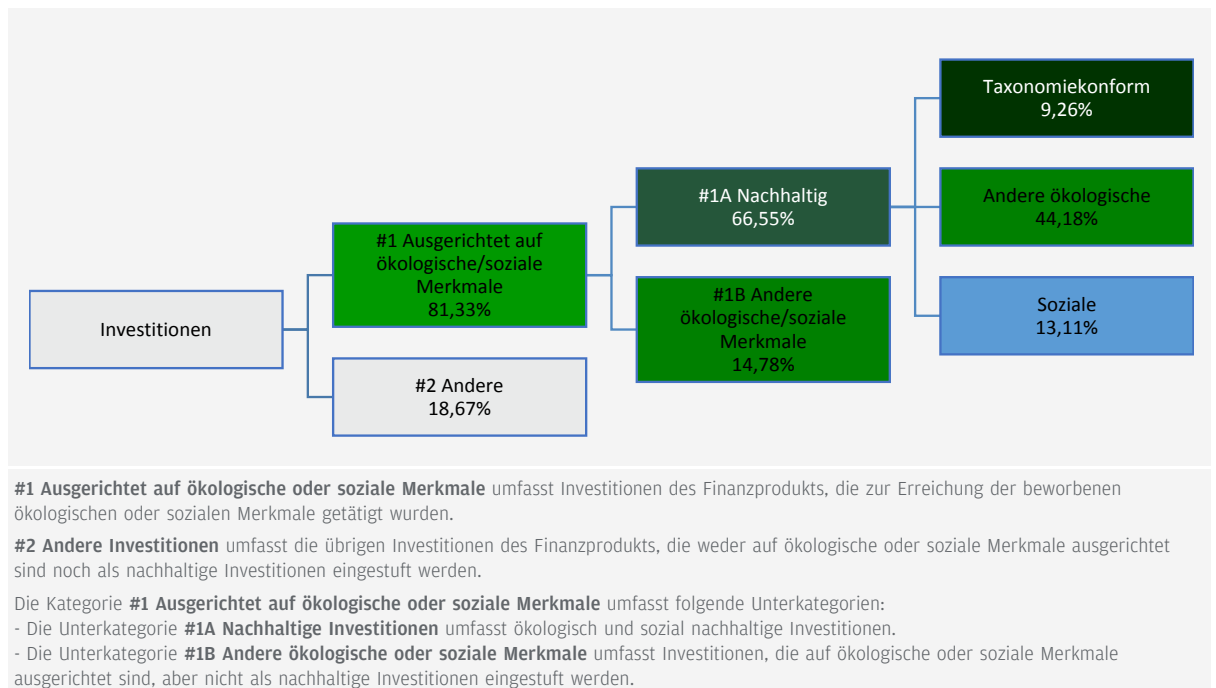 Investitionen
#1 Ausgerichtet auf
ökologische/soziale
Merkmale
81,33%
#2 Andere
18,67%
#1A Nachhaltig
66,55%
#1B Andere
ökologische/soziale
Merkmale
14,78%
Taxonomiekonform
9,26%
Andere ökologische
44,18%
Soziale
13,11%
#1 Ausgerichtet auf ökologische oder soziale Merkmale umfasst Investitionen des Finanzprodukts, die zur Erreichung der beworbenen
ökologischen oder sozialen Merkmale getätigt wurden.
#2 Andere Investitionen umfasst die übrigen Investitionen des Finanzprodukts, die weder auf ökologische oder soziale Merkmale ausgerichtet
sind noch als nachhaltige Investitionen eingestuft werden.
Die Kategorie #1 Ausgerichtet auf ökologische oder soziale Merkmale umfasst folgende Unterkategorien:
- Die Unterkategorie #1A Nachhaltige Investitionen umfasst ökologisch und sozial nachhaltige Investitionen.
- Die Unterkategorie #1B Andere ökologische oder soziale Merkmale umfasst Investitionen, die auf ökologische oder soziale Merkmale
ausgerichtet sind, aber nicht als nachhaltige Investitionen eingestuft werden.